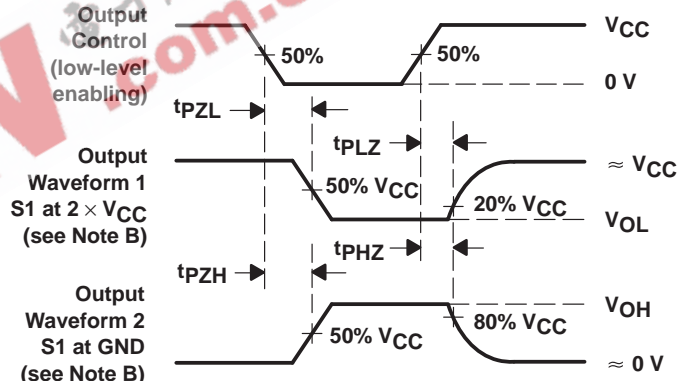 Output
Control
(low-level
enabling)
50%
50%
VCC
0 V
tPZL
tPLZ
Output
Waveform 1
S1 at 2 × VCC
(see Note B)
50% VCC
20% VCC
≈ VCC
VOL
tPZH
tPHZ
Output
Waveform 2
S1 at GND
(see Note B)
50% VCC
80% VCC
VOH
≈ 0 V
.com.